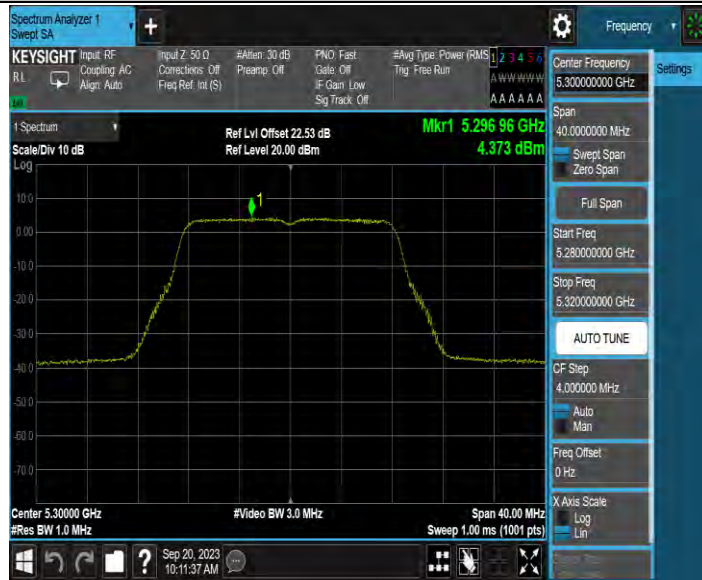 Spectrum Analyzer 1
Swept SA
+
Frequency
KEYSIGHT
Input: RF
Input Z: 50 Ω
#Atten: 30 dB
PNO: Fast
#Avg Type: Power (RMS
1 2 3 4 5 6
RL
Coupling: AC
Corrections: Off
Preamp: Off
Gate: Off
Trig: Free Run
Align: Auto
Freq Ref: Int (S)
IF Gain: Low
Sig Track: Off
A W W W W W
A A A A A A
1 Spectrum
Scale/Div 10 dB
Ref Lvl Offset 22.53 dB
Ref Level 20.00 dBm
Mkr1 5.296 96 GHz
4.373 dBm
Log
10.0
0.00
-10.0
-20.0
-30.0
-40.0
-50.0
-60.0
-70.0
1
Center 5.30000 GHz
#Video BW 3.0 MHz
Span 40.00 MHz
#Res BW 1.0 MHz
Sweep 1.00 ms (1001 pts)
?
Sep 20, 2023
10:11:37 AM
Center Frequency
5.300000000 GHz
Settings
Span
40.0000000 MHz
Swept Span
Zero Span
Full Span
Start Freq
5.280000000 GHz
Stop Freq
5.320000000 GHz
AUTO TUNE
CF Step
4.000000 MHz
Auto
Man
Freq Offset
0 Hz
X Axis Scale
Log
Lin